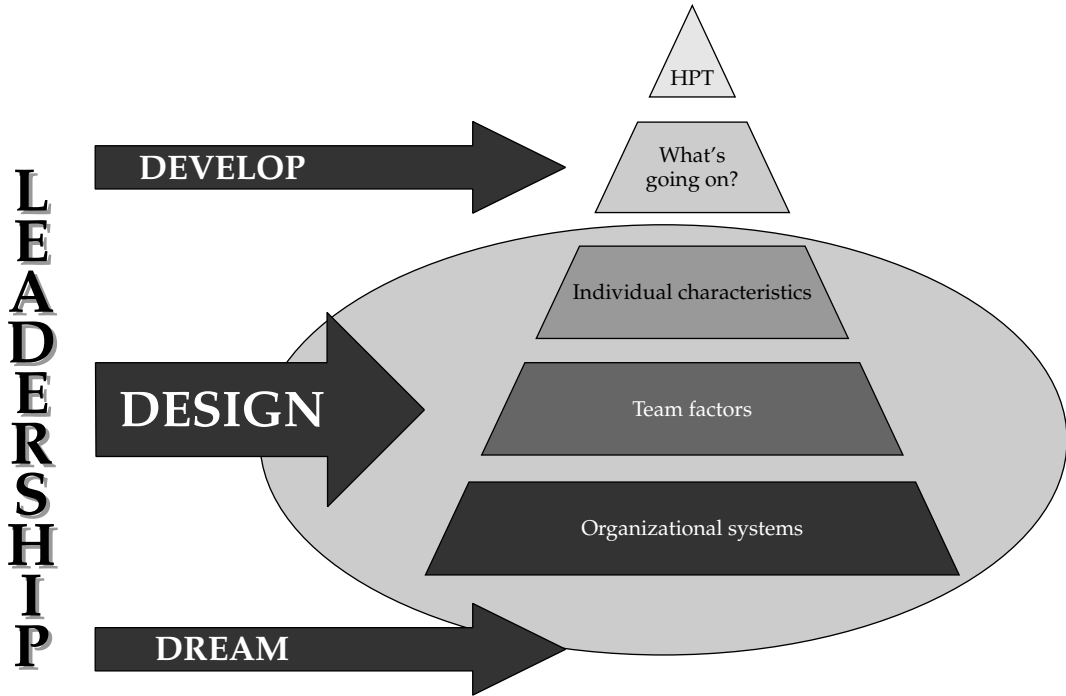 LEADERSHIP
HPT
DEVELOP
What's
going on?
Individual characteristics
DESIGN
Team factors
Organizational systems
DREAM